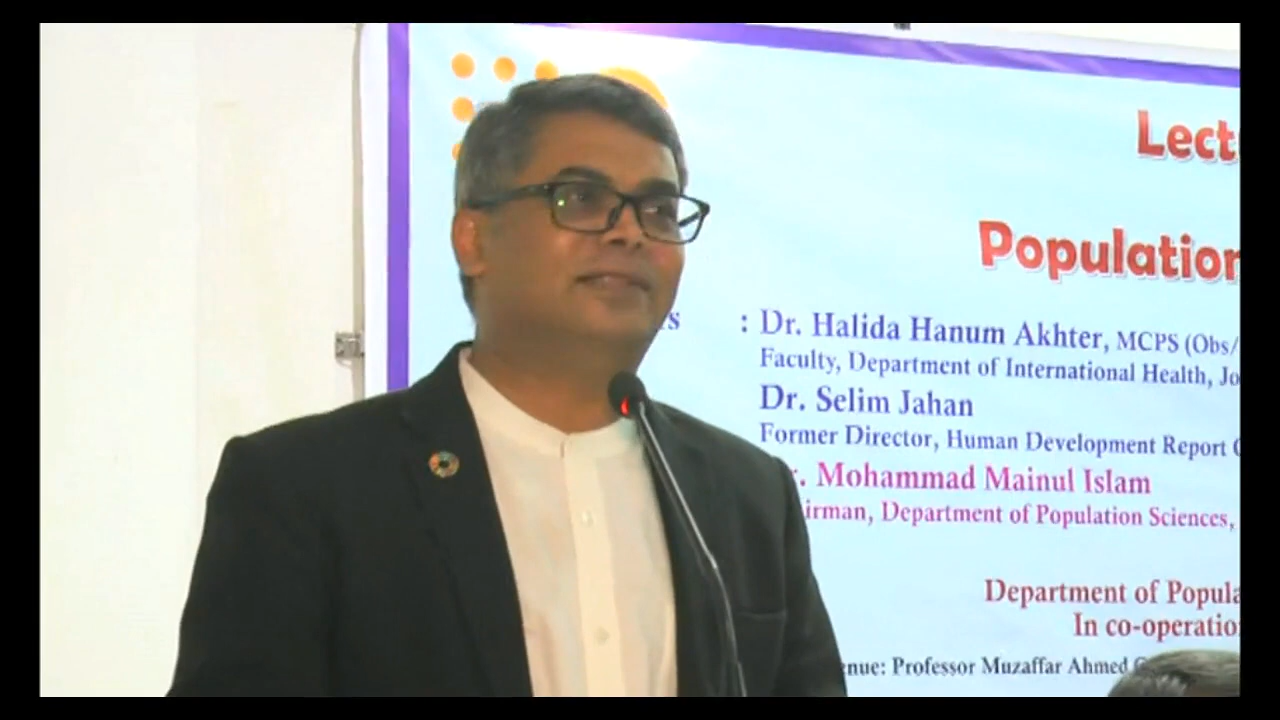 Lect
Population
: Dr. Halida Hanum Akhter, MCPS (Obs/
Faculty, Department of International Health, Jo
Dr. Selim Jahan
Former Director, Human Development Report
Mohammad Mainul Islam
irman, Department of Population Sciences,
Department of Popula
In co-operatio
nue: Professor Muzaffar Ahmed